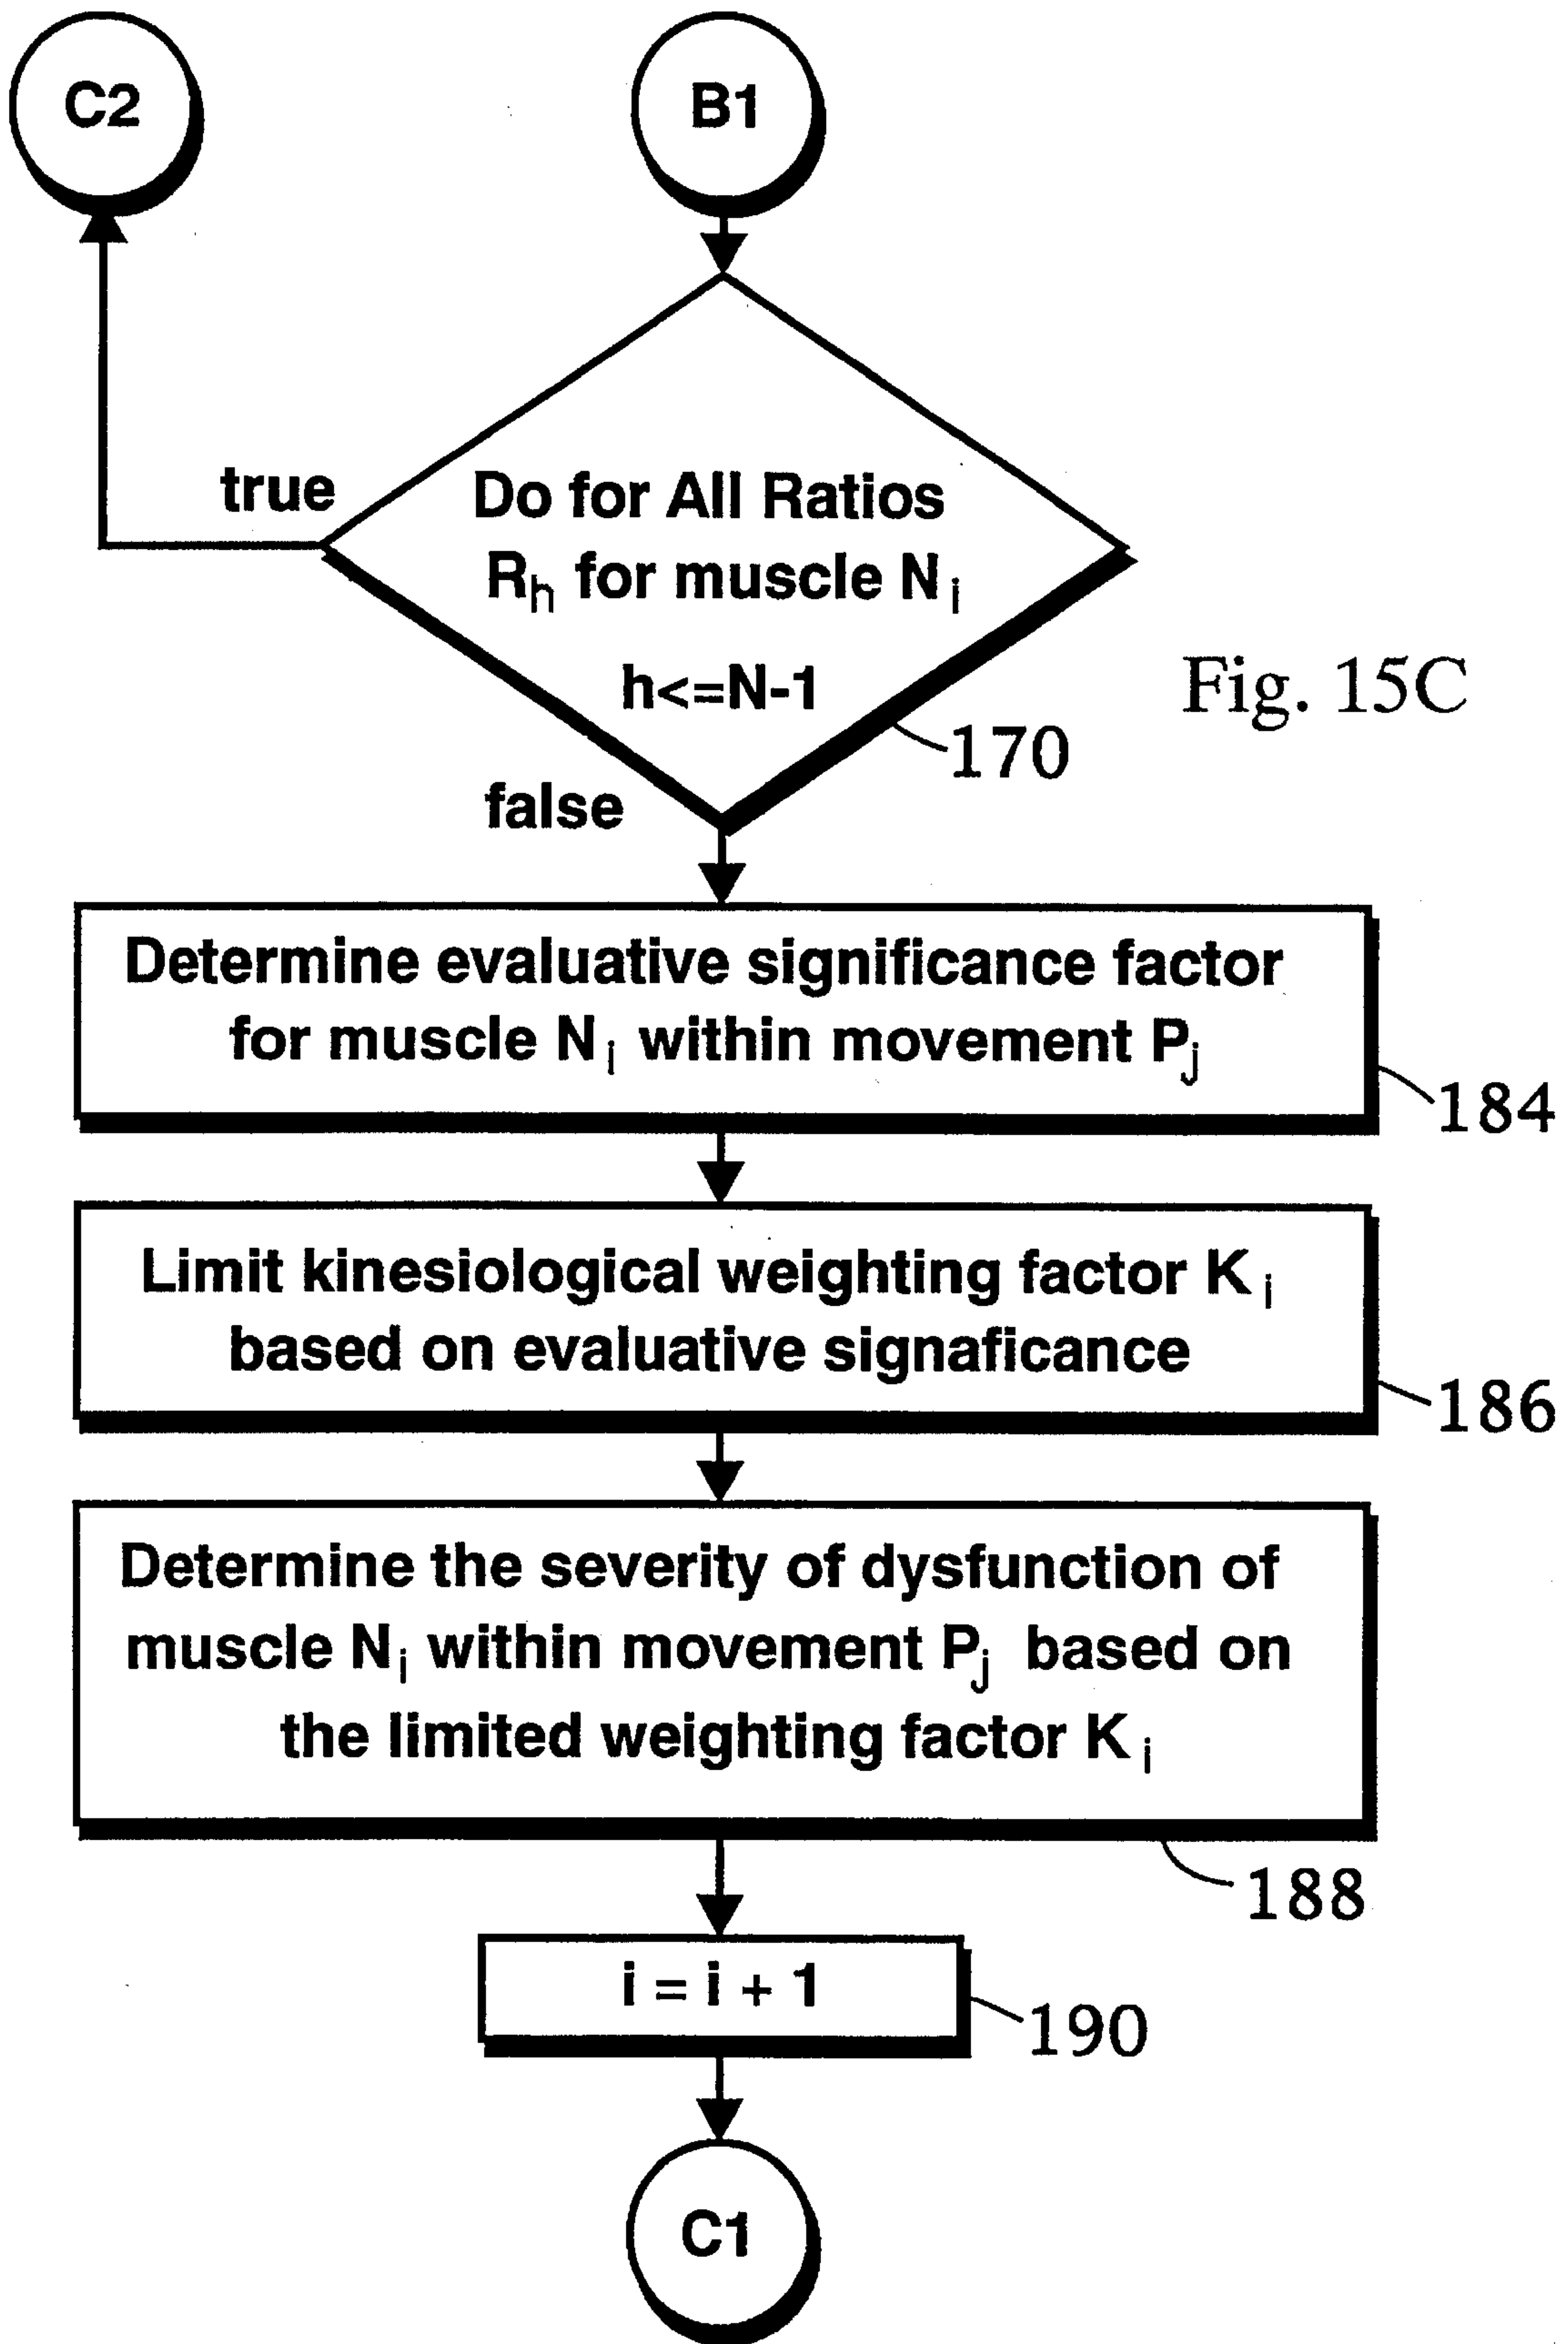 C2
B1
true
Do for All Ratios
Rh for muscle Ni
h<=N-1
Fig. 15C
170
false
Determine evaluative significance factor
for muscle Ni within movement Pj
184
Limit kinesiological weighting factor Ki
based on evaluative signaficance
186
Determine the severity of dysfunction of
muscle Ni within movement Pj based on
the limited weighting factor Ki
188
i = i + 1
190
C1